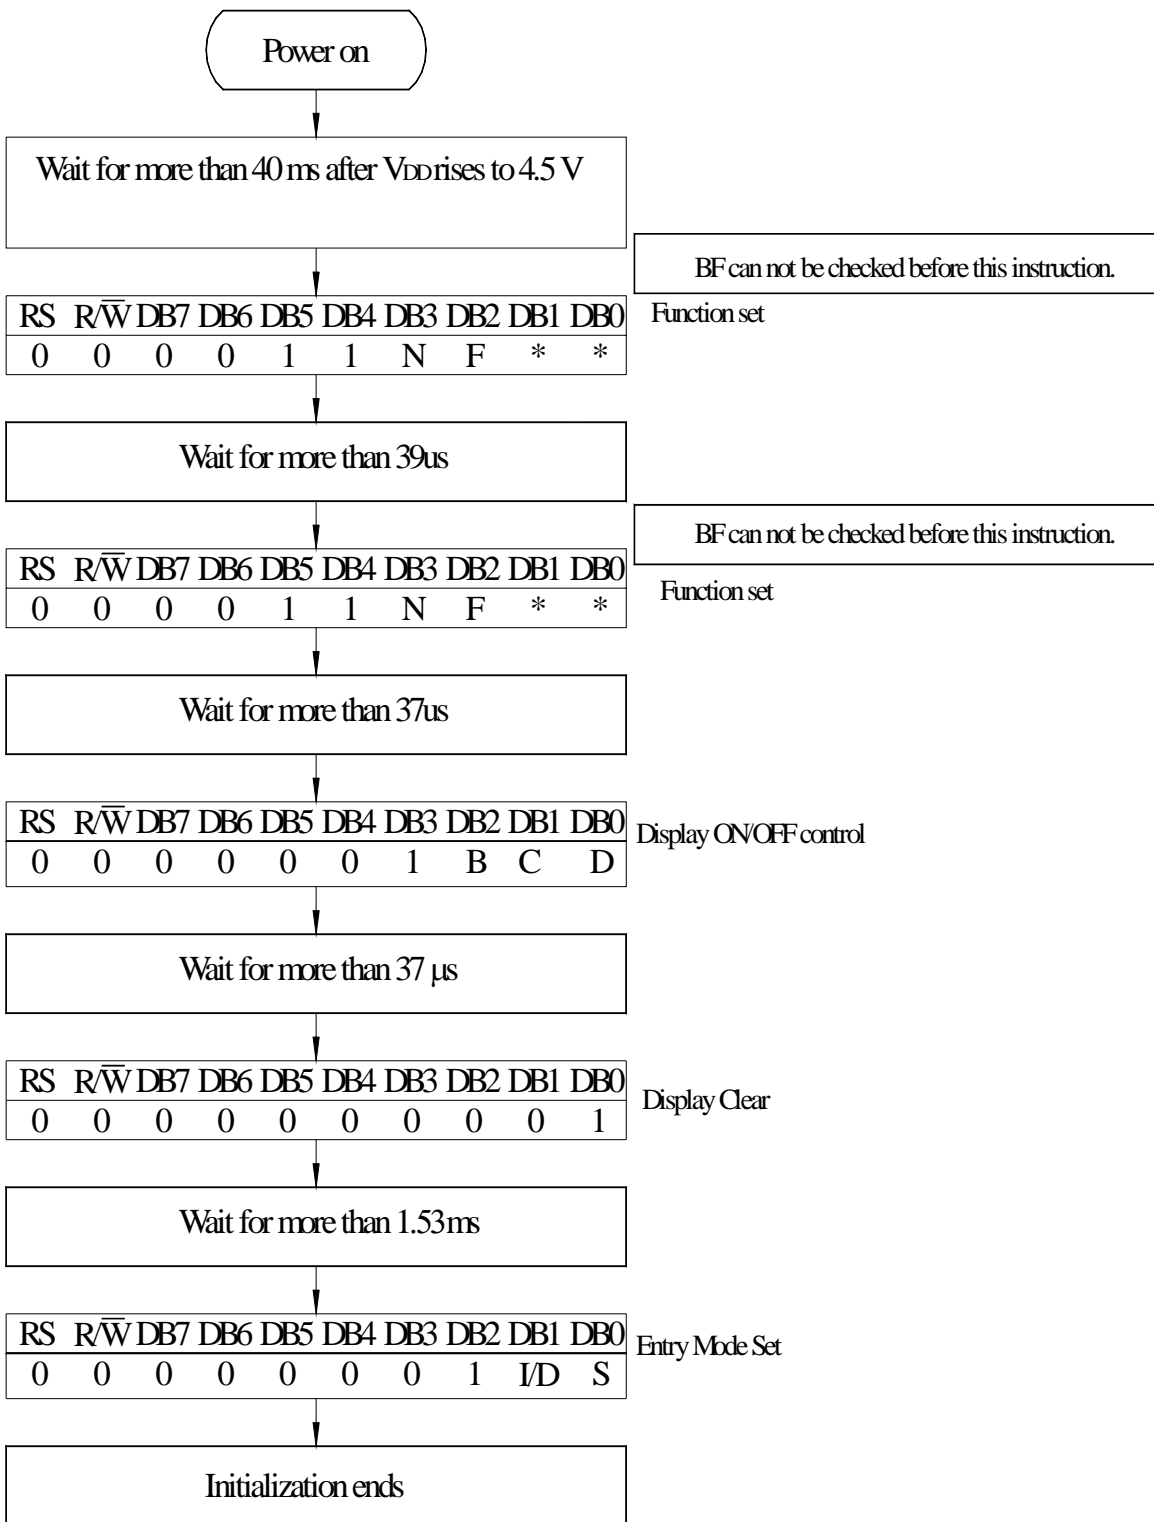 Power on
Wait for more than 40 ms after VDD rises to 4.5 V
BF can not be checked before this instruction.
RS R/W̅ DB7 DB6 DB5 DB4 DB3 DB2 DB1 DB0
Function set
0 0 0 0 1 1 N F * *
Wait for more than 39us
BF can not be checked before this instruction.
RS R/W̅ DB7 DB6 DB5 DB4 DB3 DB2 DB1 DB0
Function set
0 0 0 0 1 1 N F * *
Wait for more than 37us
RS R/W̅ DB7 DB6 DB5 DB4 DB3 DB2 DB1 DB0
Display ON/OFF control
0 0 0 0 0 0 1 B C D
Wait for more than 37 μs
RS R/W̅ DB7 DB6 DB5 DB4 DB3 DB2 DB1 DB0
Display Clear
0 0 0 0 0 0 0 0 0 1
Wait for more than 1.53ms
RS R/W̅ DB7 DB6 DB5 DB4 DB3 DB2 DB1 DB0
Entry Mode Set
0 0 0 0 0 0 0 1 I/D S
Initialization ends